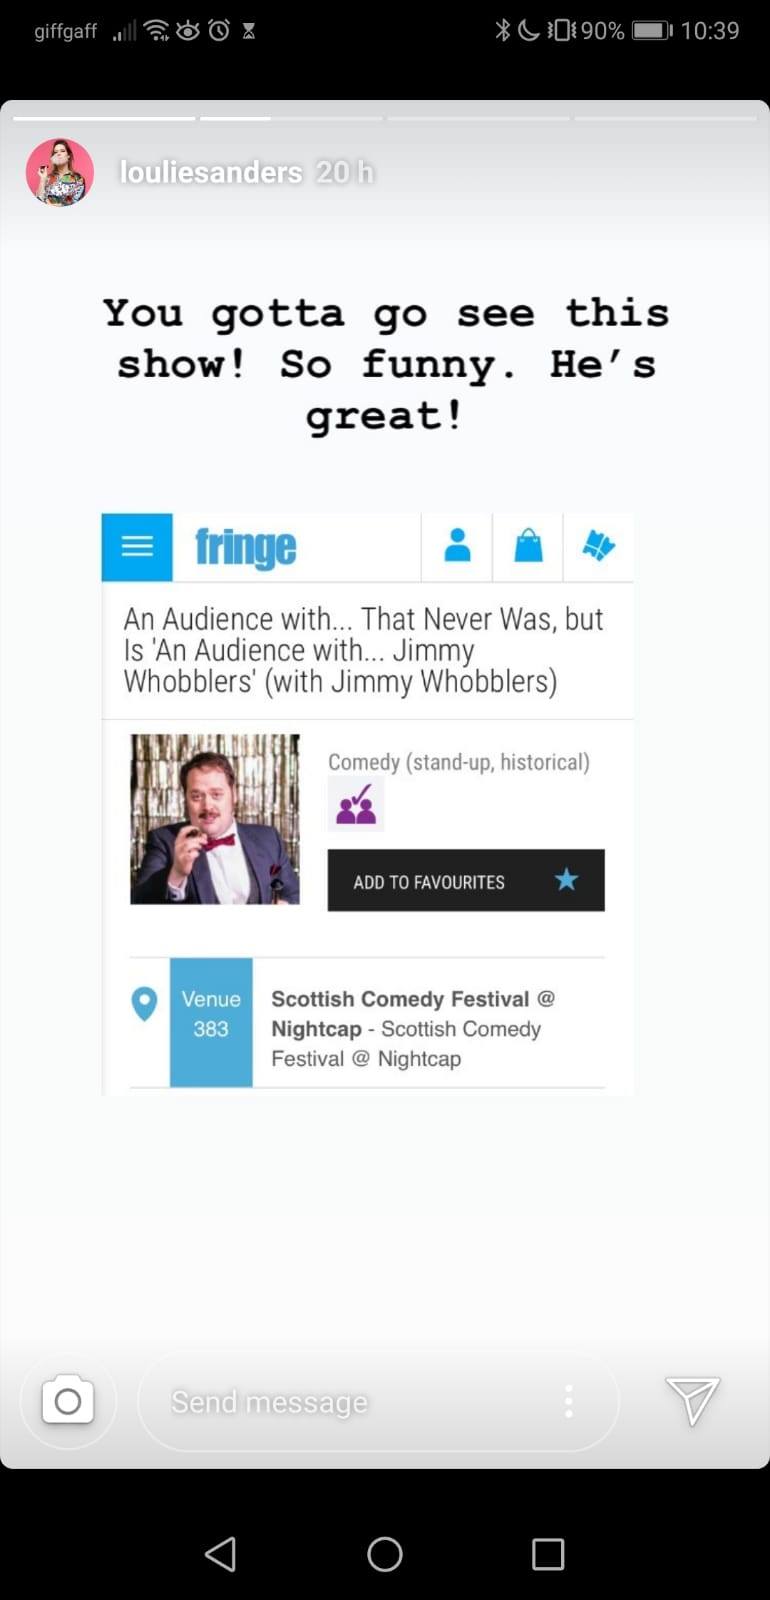 giffgaff 90% 10:39
louliesanders 20 h
You gotta go see this
show! So funny. He's
great!
fringe
An Audience with... That Never Was, but
Is 'An Audience with... Jimmy
Whobblers' (with Jimmy Whobblers)
Comedy (stand-up, historical)
ADD TO FAVOURITES
Venue
383
Scottish Comedy Festival @
Nightcap - Scottish Comedy
Festival @ Nightcap
Send message